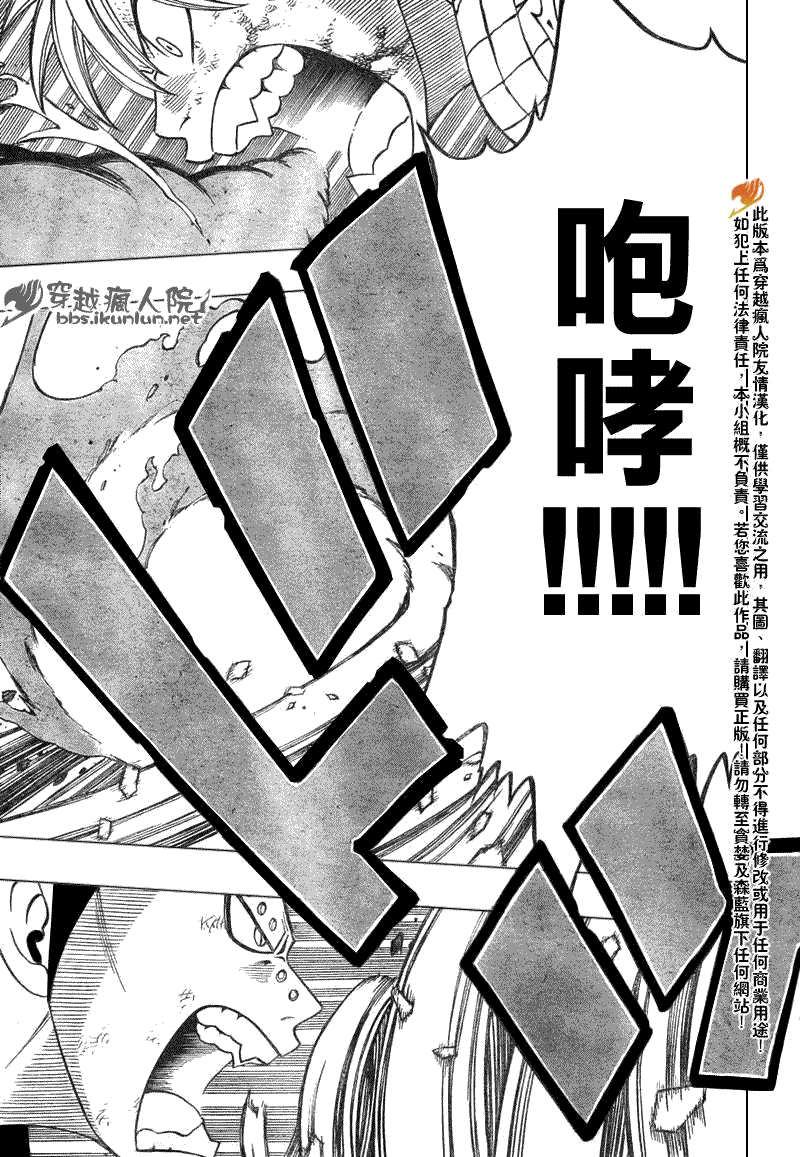 此版本爲穿越瘋人院友情漢化，僅供學習交流之用，其圖、翻譯以及任何部分不得進行修改或用于任何商業用途！
如犯上任何法律責任，本小組概不負責。若您喜歡此作品，請購買正版！請勿轉至貪婪及森藍旗下任何網站！
咆哮!!!!!
ドドド
穿越瘋人院
bbs.ikunlun.net